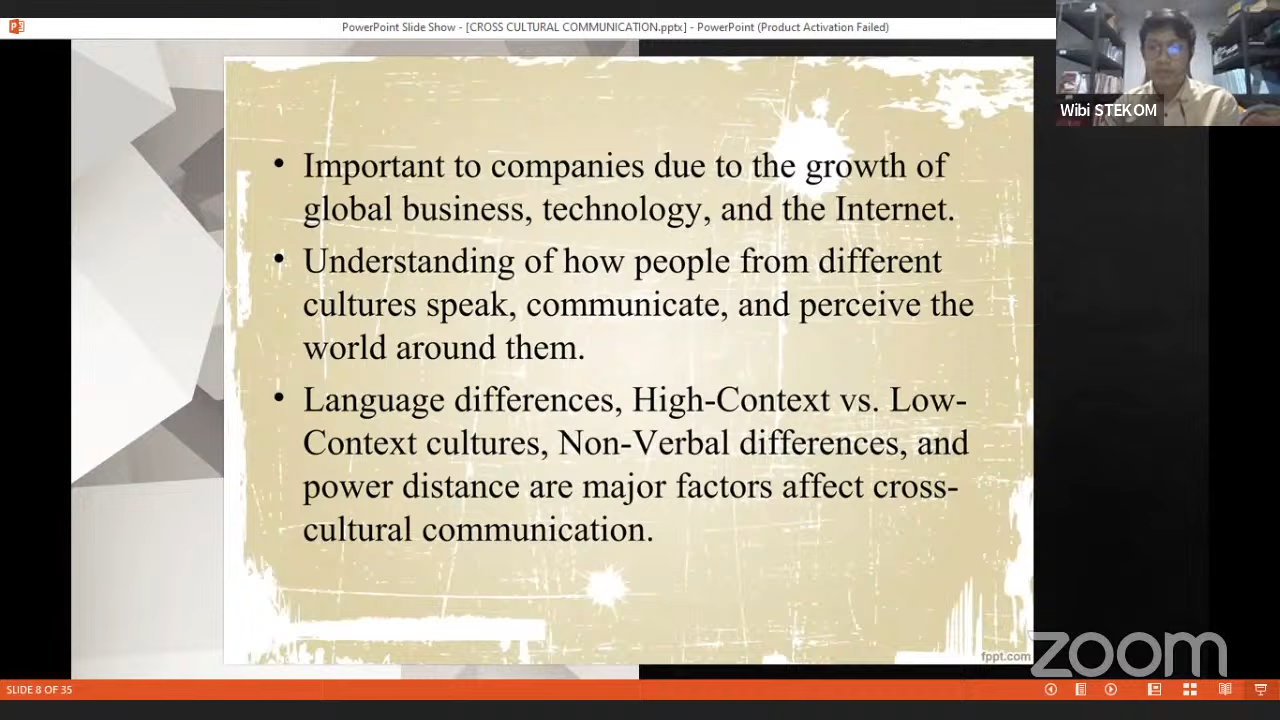 PowerPoint Slide Show - [CROSS CULTURAL COMMUNICATION.pptx] - PowerPoint (Product Activation Failed)
Wibi STEKOM
• Important to companies due to the growth of
global business, technology, and the Internet.
• Understanding of how people from different
cultures speak, communicate, and perceive the
world around them.
• Language differences, High-Context vs. Low-
Context cultures, Non-Verbal differences, and
power distance are major factors affect cross-
cultural communication.
fppt.com
zoom
SLIDE 8 OF 35